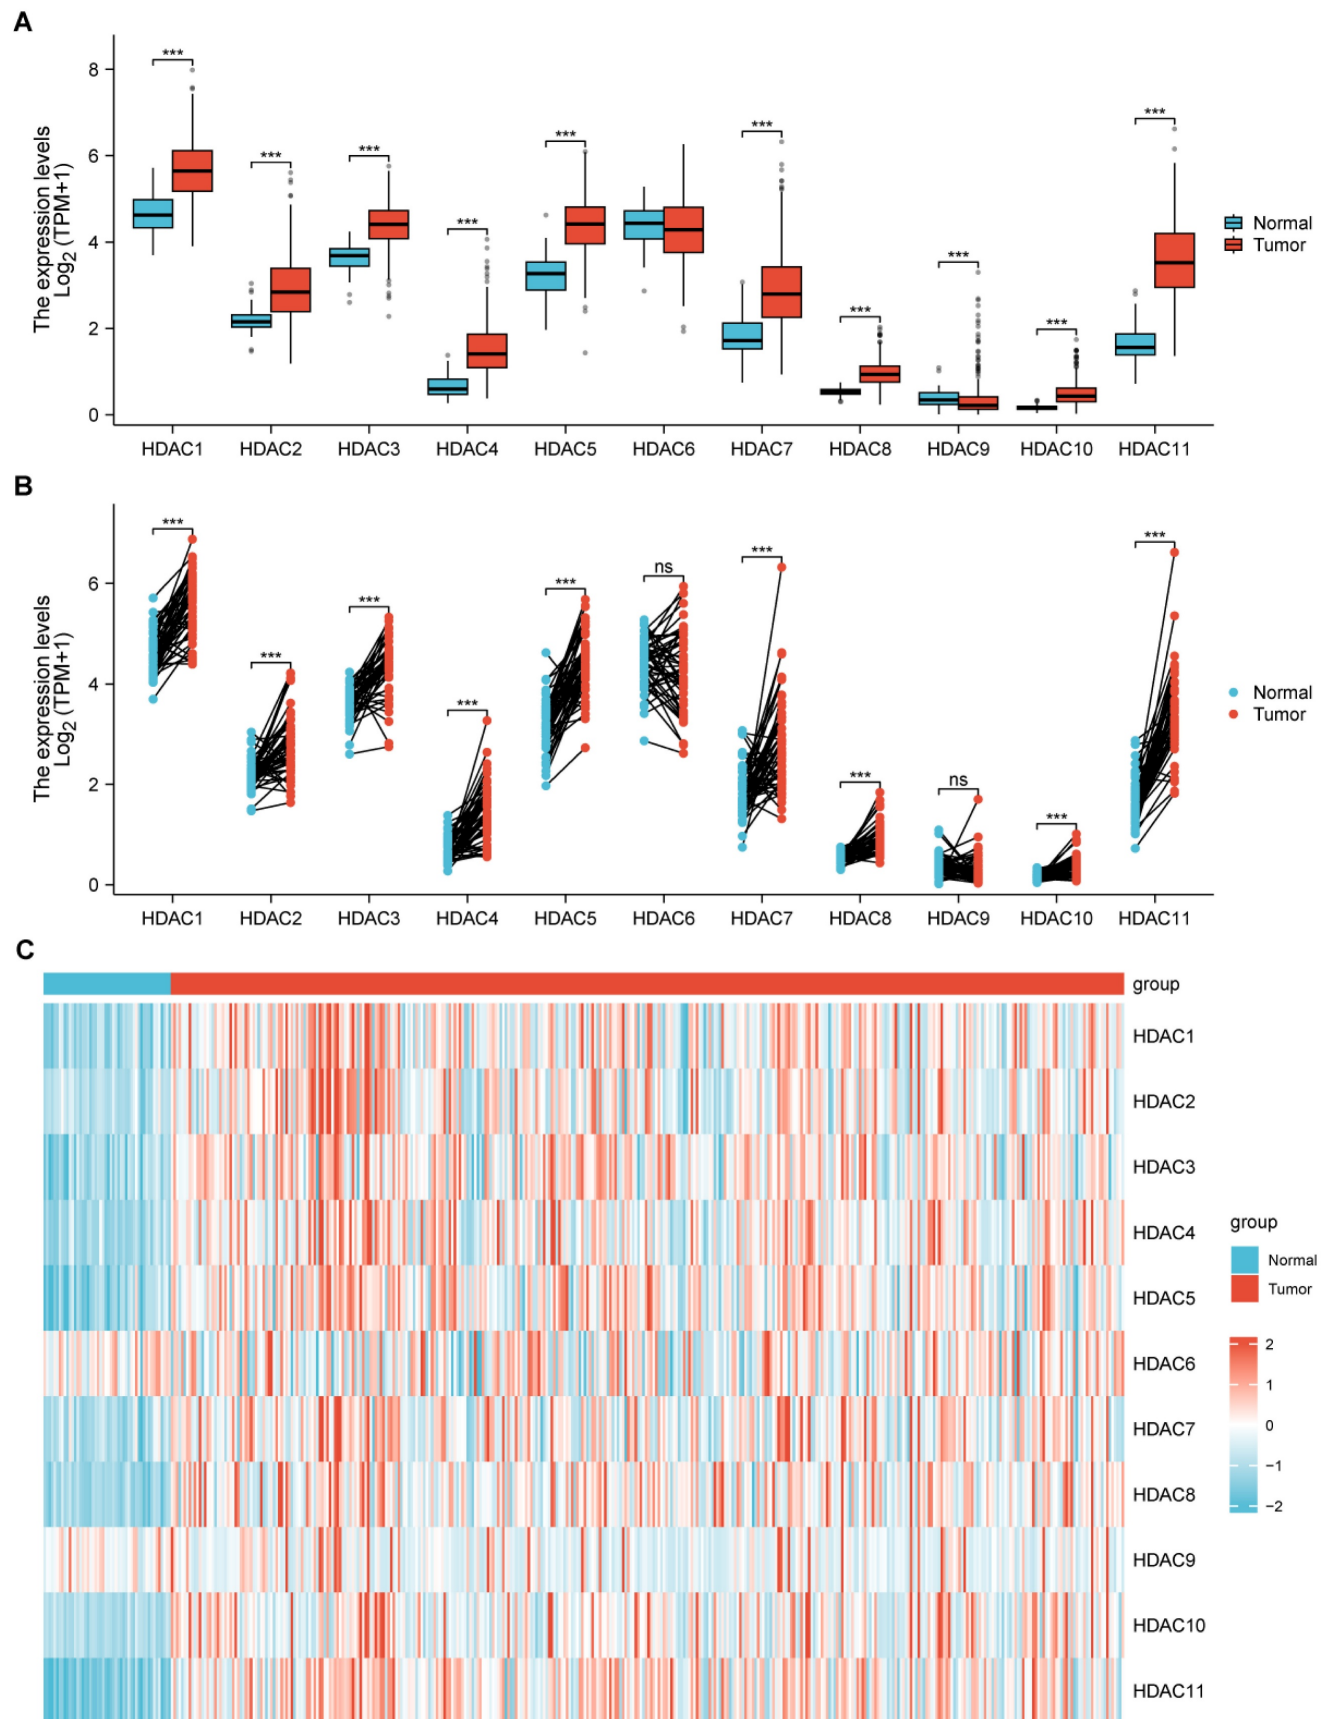 A
The expression levels
Log2 (TPM+1)
8
6
4
2
0
***
***
***
***
***
***
***
***
***
***
HDAC1 HDAC2 HDAC3 HDAC4 HDAC5 HDAC6 HDAC7 HDAC8 HDAC9 HDAC10 HDAC11
Normal
Tumor
B
The expression levels
Log2 (TPM+1)
6
4
2
0
***
***
***
***
***
ns
***
***
ns
***
***
HDAC1 HDAC2 HDAC3 HDAC4 HDAC5 HDAC6 HDAC7 HDAC8 HDAC9 HDAC10 HDAC11
Normal
Tumor
C
group
HDAC1
HDAC2
HDAC3
HDAC4
HDAC5
HDAC6
HDAC7
HDAC8
HDAC9
HDAC10
HDAC11
group
Normal
Tumor
2
1
0
−1
−2